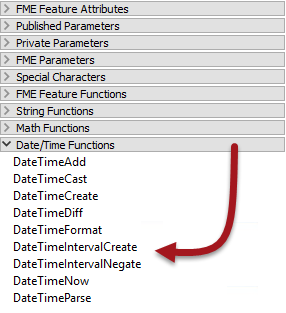 FME Feature Attributes
Published Parameters
Private Parameters
FME Parameters
Special Characters
FME Feature Functions
String Functions
Math Functions
Date/Time Functions
DateTimeAdd
DateTimeCast
DateTimeCreate
DateTimeDiff
DateTimeFormat
DateTimeIntervalCreate
DateTimeIntervalNegate
DateTimeNow
DateTimeParse